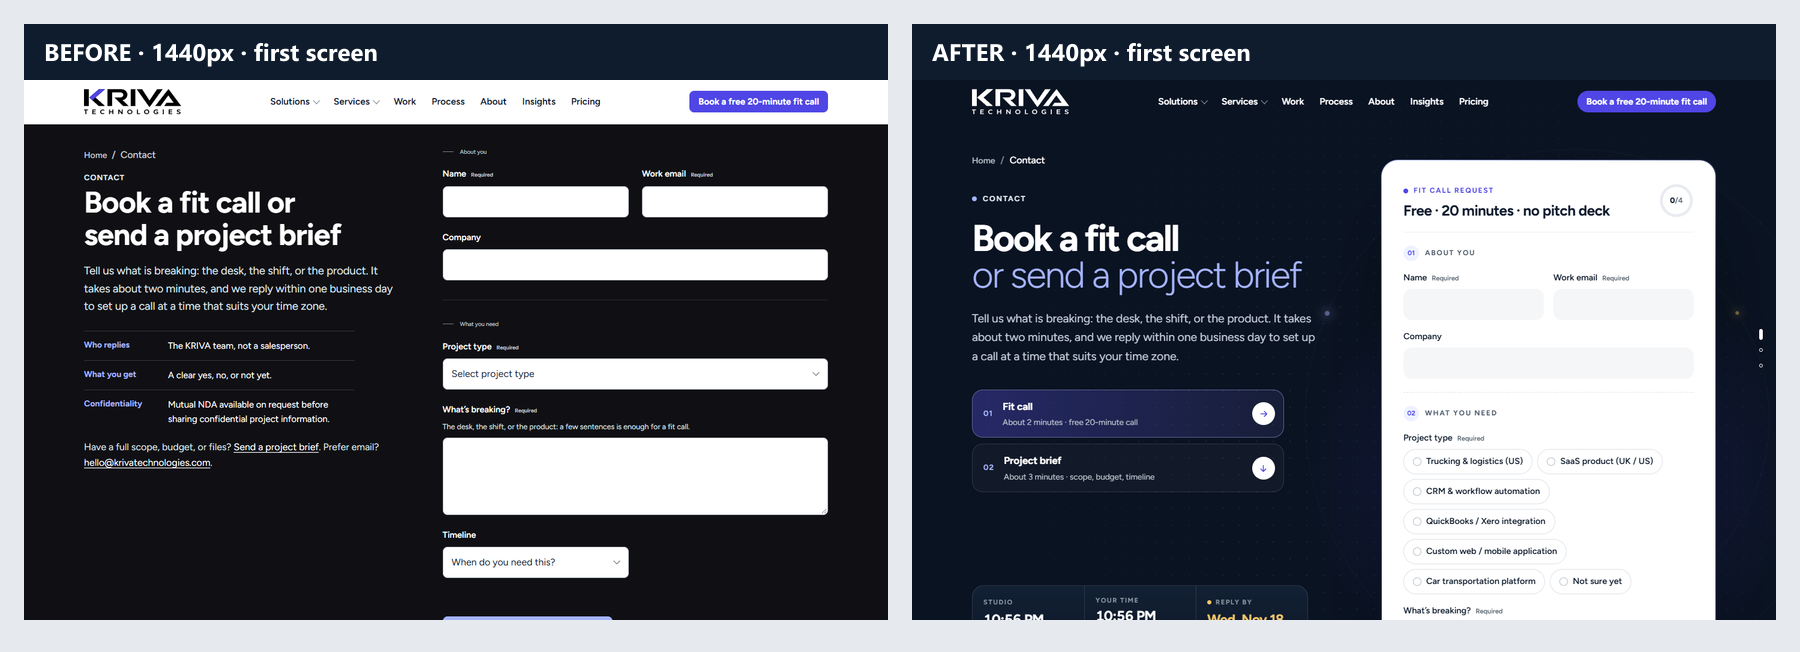 BEFORE · 1440px · first screen
KRIVA
TECHNOLOGIES
Solutions Services Work Process About Insights Pricing
Book a free 20-minute fit call
Home / Contact
CONTACT
Book a fit call or
send a project brief
Tell us what is breaking: the desk, the shift, or the product. It
takes about two minutes, and we reply within one business day
to set up a call at a time that suits your time zone.
Who replies The KRIVA team, not a salesperson.
What you get A clear yes, no, or not yet.
Confidentiality Mutual NDA available on request before
sharing confidential project information.
Have a full scope, budget, or files? Send a project brief. Prefer email?
hello@krivatechnologies.com.
About you
Name Required Work email Required
Company
What you need
Project type Required
Select project type
What's breaking? Required
The desk, the shift, or the product: a few sentences is enough for a fit call.
Timeline
When do you need this?
AFTER · 1440px · first screen
KRIVA
TECHNOLOGIES
Solutions Services Work Process About Insights Pricing
Book a free 20-minute fit call
Home / Contact
CONTACT
Book a fit call
or send a project brief
Tell us what is breaking: the desk, the shift, or the product. It takes
about two minutes, and we reply within one business day to set up
a call at a time that suits your time zone.
01 Fit call
About 2 minutes · free 20-minute call
02 Project brief
About 3 minutes · scope, budget, timeline
STUDIO YOUR TIME REPLY BY
10:56 PM 10:56 PM Wed, Nov 18
FIT CALL REQUEST
Free · 20 minutes · no pitch deck
0/4
01 ABOUT YOU
Name Required Work email Required
Company
02 WHAT YOU NEED
Project type Required
Trucking & logistics (US) SaaS product (UK / US)
CRM & workflow automation
QuickBooks / Xero integration
Custom web / mobile application
Car transportation platform Not sure yet
What's breaking? Required